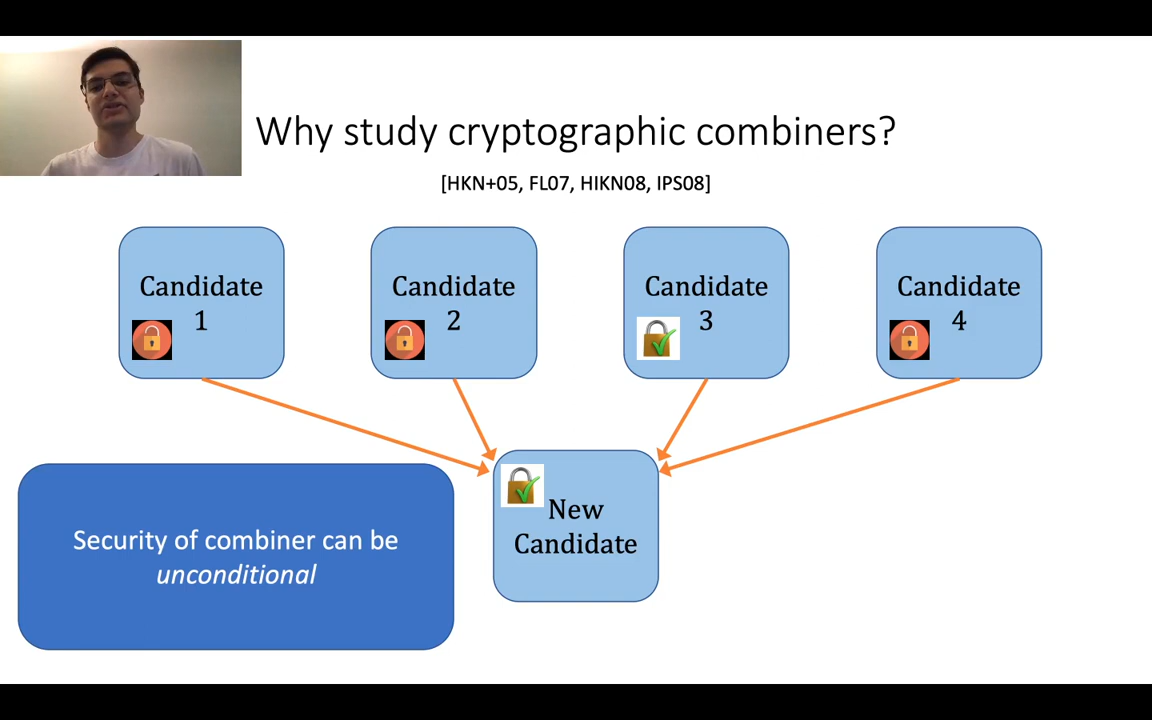 Why study cryptographic combiners?
[HKN+05, FL07, HIKN08, IPS08]
Candidate
1
Candidate
2
Candidate
3
Candidate
4
Security of combiner can be
unconditional
New
Candidate